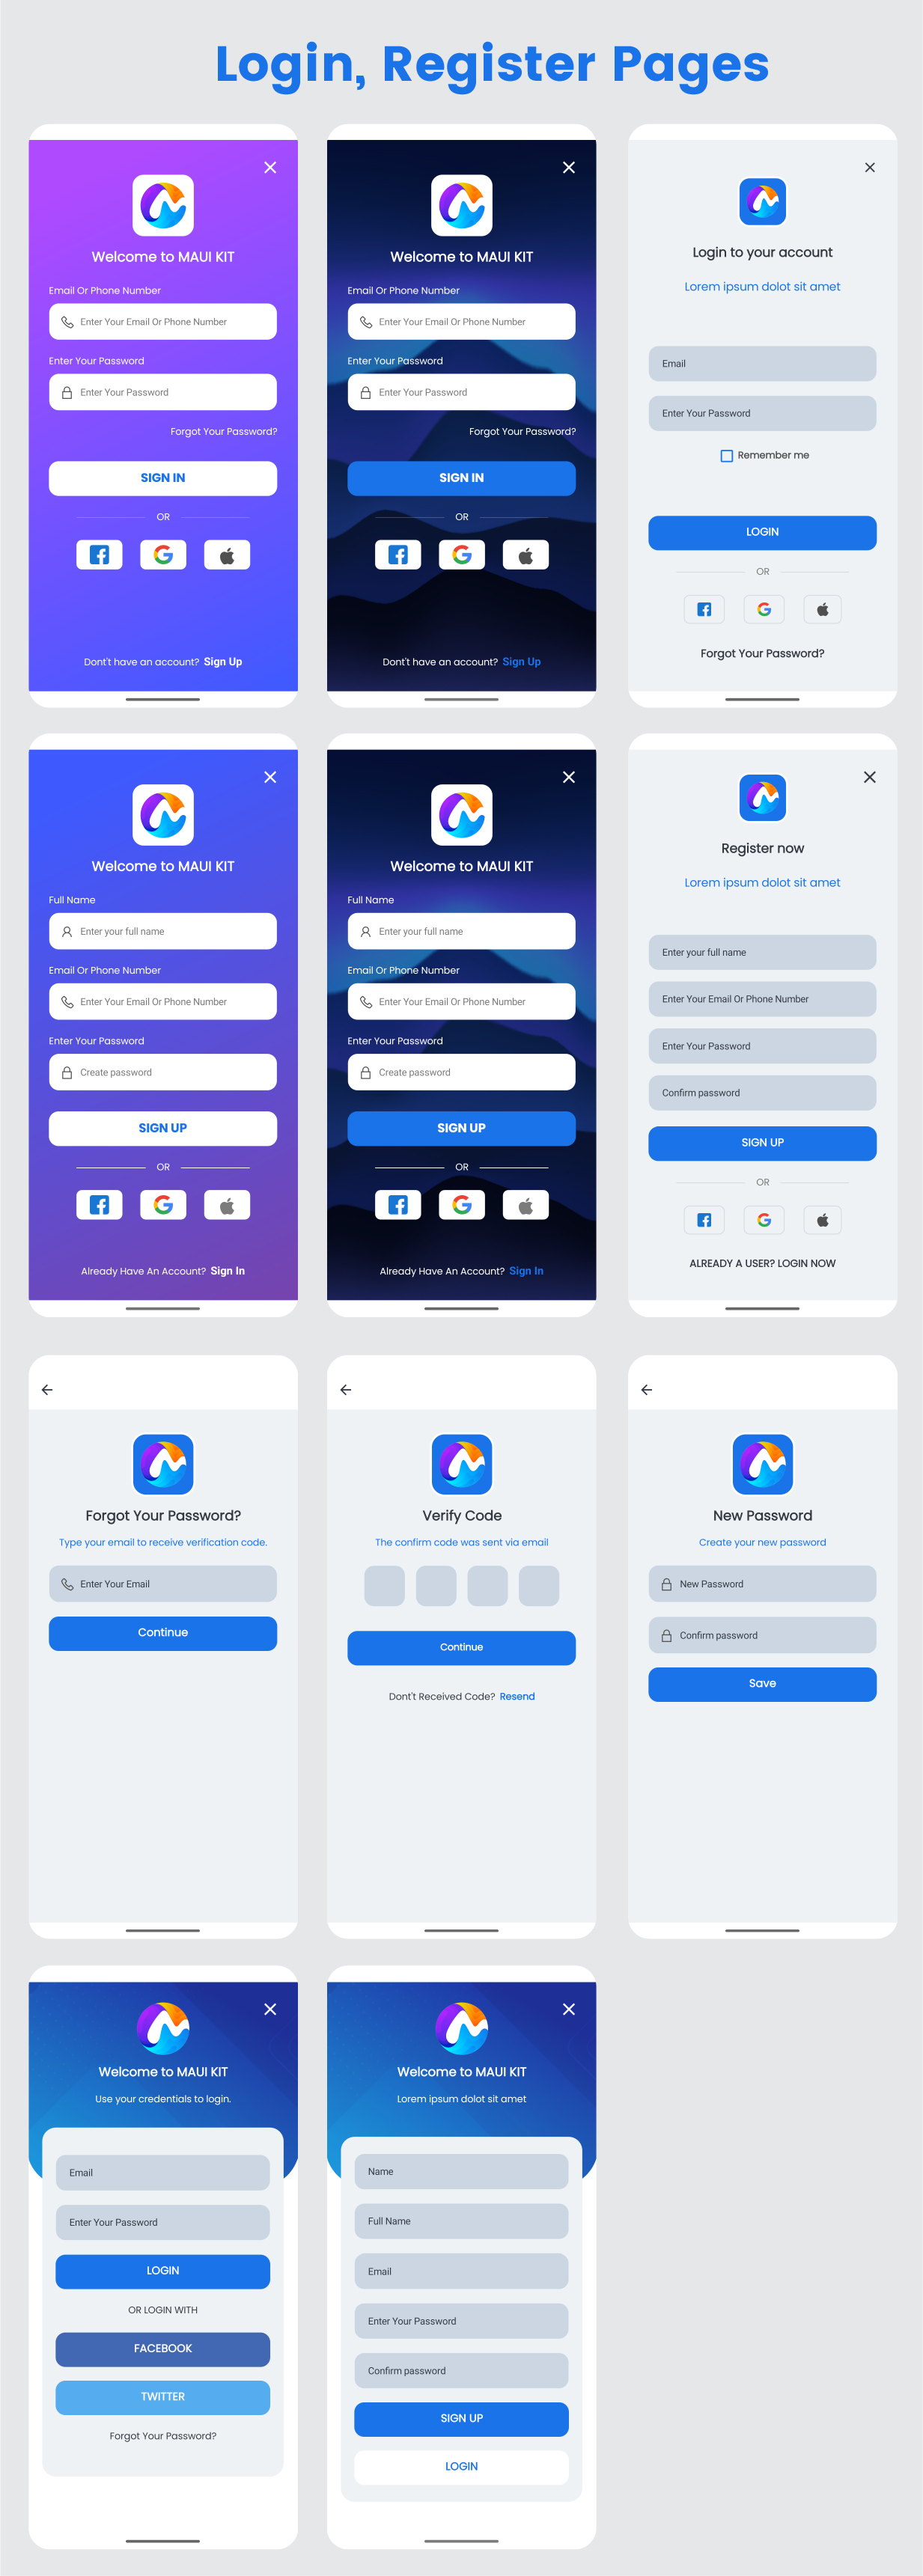 Login, Register Pages
Welcome to MAUI KIT
Email Or Phone Number
Enter Your Email Or Phone Number
Enter Your Password
Enter Your Password
Forgot Your Password?
SIGN IN
OR
Dont't have an account? Sign Up
Welcome to MAUI KIT
Email Or Phone Number
Enter Your Email Or Phone Number
Enter Your Password
Enter Your Password
Forgot Your Password?
SIGN IN
OR
Dont't have an account? Sign Up
Login to your account
Lorem ipsum dolot sit amet
Email
Enter Your Password
Remember me
LOGIN
OR
Forgot Your Password?
Welcome to MAUI KIT
Full Name
Enter your full name
Email Or Phone Number
Enter Your Email Or Phone Number
Enter Your Password
Create password
SIGN UP
OR
Already Have An Account? Sign In
Welcome to MAUI KIT
Full Name
Enter your full name
Email Or Phone Number
Enter Your Email Or Phone Number
Enter Your Password
Create password
SIGN UP
OR
Already Have An Account? Sign In
Register now
Lorem ipsum dolot sit amet
Enter your full name
Enter Your Email Or Phone Number
Enter Your Password
Confirm password
SIGN UP
OR
ALREADY A USER? LOGIN NOW
Forgot Your Password?
Type your email to receive verification code.
Enter Your Email
Continue
Verify Code
The confirm code was sent via email
Continue
Dont't Received Code? Resend
New Password
Create your new password
New Password
Confirm password
Save
Welcome to MAUI KIT
Use your credentials to login.
Email
Enter Your Password
LOGIN
OR LOGIN WITH
FACEBOOK
TWITTER
Forgot Your Password?
Welcome to MAUI KIT
Lorem ipsum dolot sit amet
Name
Full Name
Email
Enter Your Password
Confirm password
SIGN UP
LOGIN